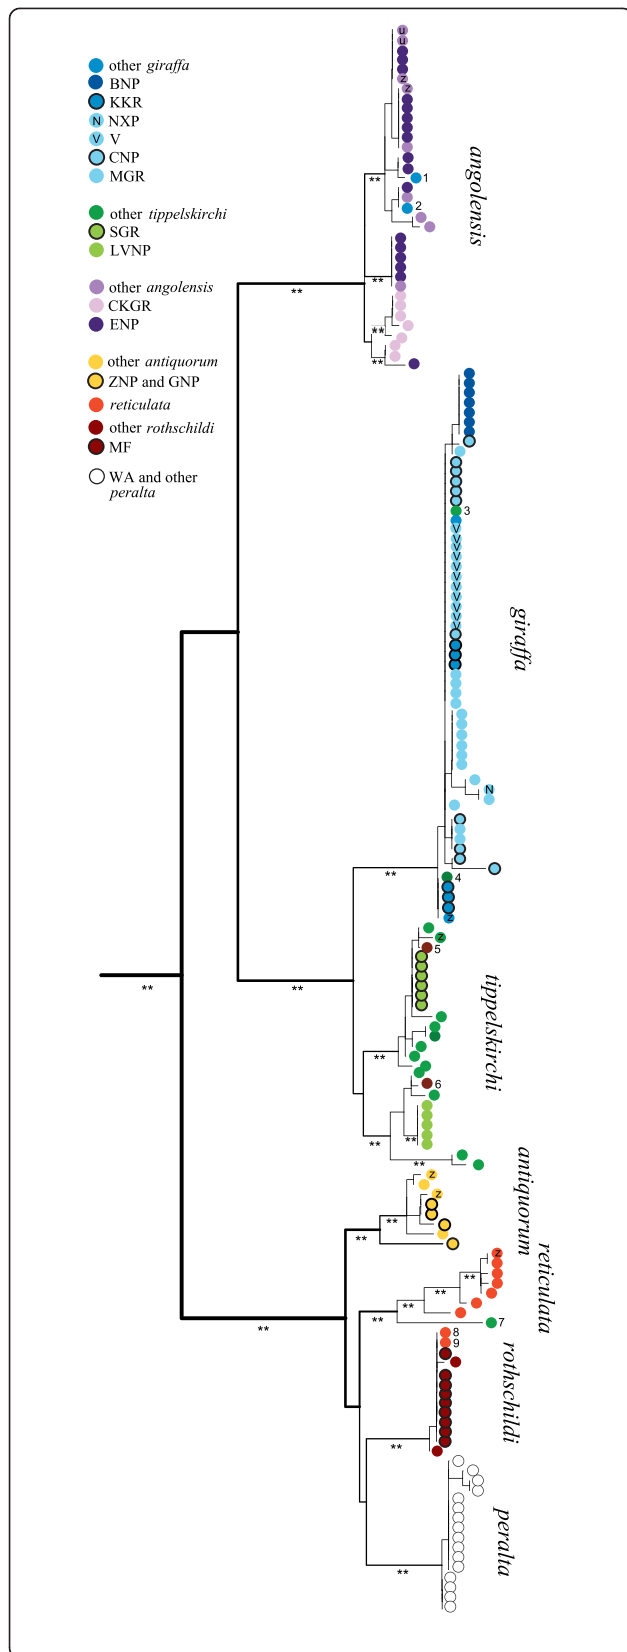 other giraffa
BNP
KKR
N NXP
V V
CNP
MGR
other tippelskirchi
SGR
LVNP
other angolensis
CKGR
ENP
other antiquorum
ZNP and GNP
reticulata
other rothschildi
MF
WA and other
peralta
u
u
z
z
**
1
2
**
**
**
**
angolensis
3
V
V
V
V
V
V
V
V
V
V
V
N
**
4
z
giraffa
z
5
**
**
6
**
**
**
tippelskirchi
**
z
z
**
**
antiquorum
z
**
**
**
**
7
reticulata
**
8
9
**
rothschildi
**
peralta